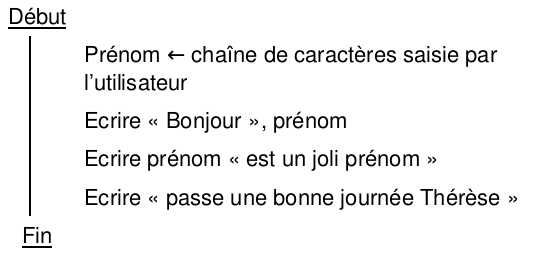 Début
Prénom ← chaîne de caractères saisie par
l'utilisateur
Ecrire « Bonjour », prénom
Ecrire prénom « est un joli prénom »
Ecrire « passe une bonne journée Thérèse »
Fin